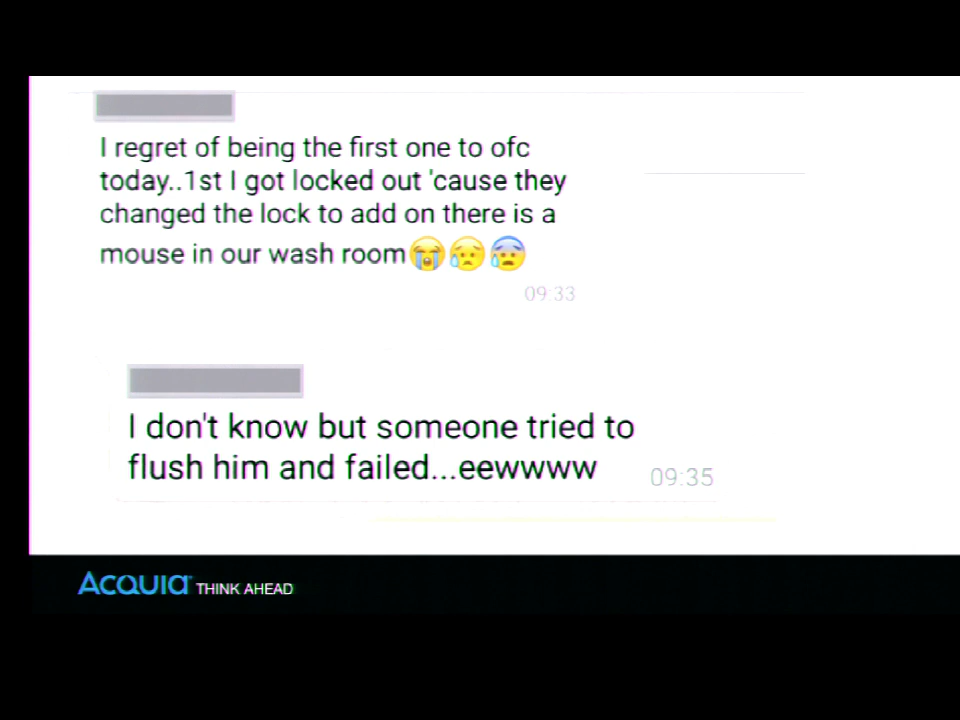 I regret of being the first one to ofc
today..1st I got locked out 'cause they
changed the lock to add on there is a
mouse in our wash room😭😥😰
09:33
I don't know but someone tried to
flush him and failed...eewwww
09:35
ACQUIA THINK AHEAD